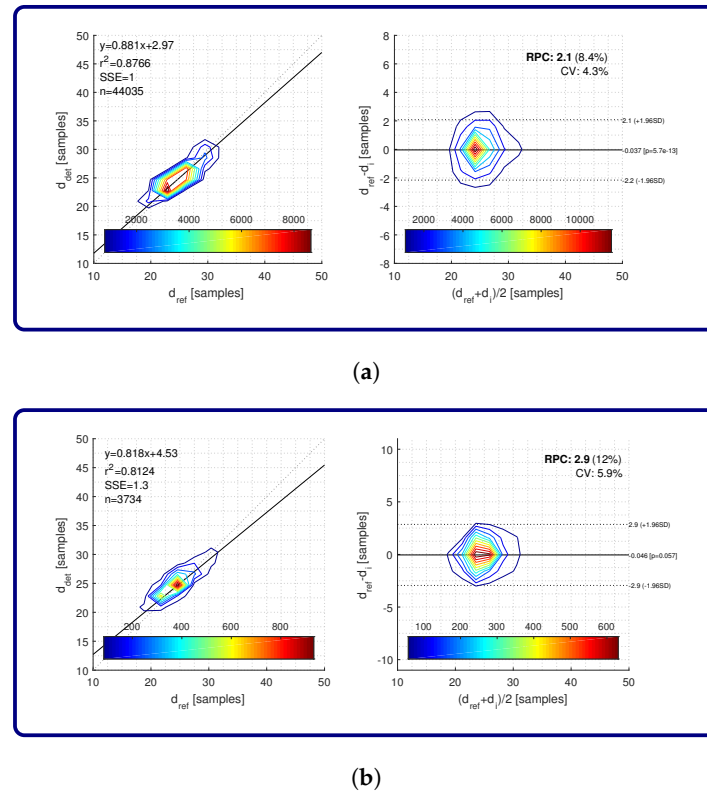 y=0.881x+2.97
r2=0.8766
SSE=1
n=44035
50
45
40
35
30
25
20
15
10
d_det [samples]
2000 4000 6000 8000
10 20 30 40 50
d_ref [samples]
RPC: 2.1 (8.4%)
CV: 4.3%
8
6
4
2
0
-2
-4
-6
-8
d_ref-d_i [samples]
2.1 (+1.96SD)
-0.037 [p=5.7e-13]
-2.2 (-1.96SD)
2000 4000 6000 8000 10000
10 20 30 40 50
(d_ref+d_i)/2 [samples]
(a)
y=0.818x+4.53
r2=0.8124
SSE=1.3
n=3734
50
45
40
35
30
25
20
15
10
d_det [samples]
200 400 600 800
10 20 30 40 50
d_ref [samples]
RPC: 2.9 (12%)
CV: 5.9%
10
5
0
-5
-10
d_ref-d_i [samples]
2.9 (+1.96SD)
-0.046 [p=0.057]
-2.9 (-1.96SD)
100 200 300 400 500 600
10 20 30 40 50
(d_ref+d_i)/2 [samples]
(b)